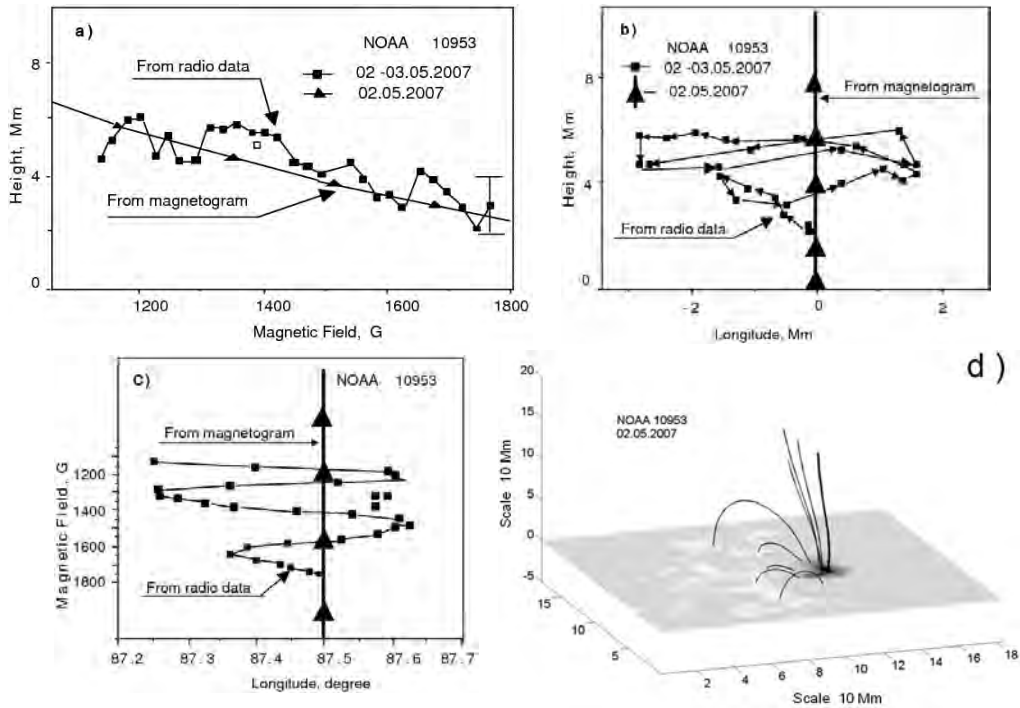 a)
NOAA 10953
From radio data
02 -03.05.2007
02.05.2007
From magnetogram
8
4
0
Height, Mm
1200
1400
1600
1800
Magnetic Field, G
b)
NOAA 10953
02 -03.05.2007
02.05.2007
From magnelogram
From radio data
8
4
0
Height, Mm
-2
0
2
Longitude, Mm
c)
NOAA 10953
From magnetogram
From radio data
1200
1400
1600
1800
Magnetic Field, G
87.2
87.3
87.4
87.5
87.6
87.7
Longitude, degree
d)
NOAA 10953
02.05.2007
20
15
10
5
0
-5
Scale 10 Mm
15
10
5
2
4
6
8
10
12
14
16
18
Scale 10 Mm